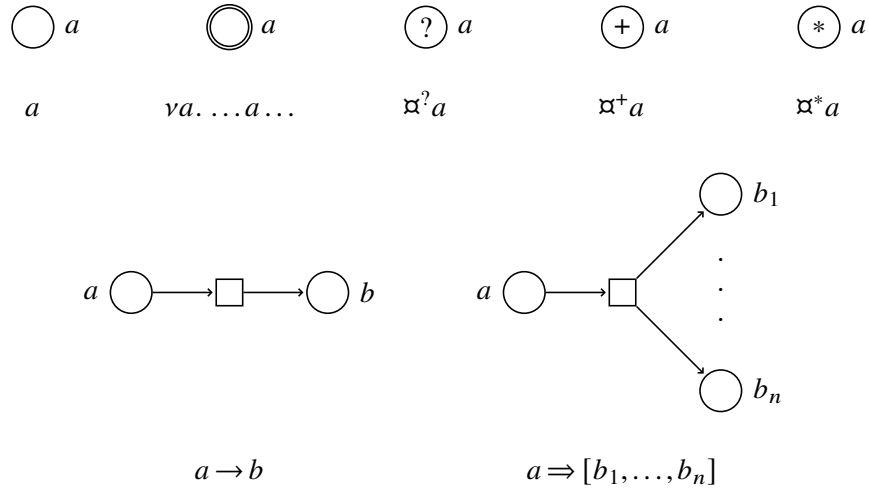 a a ? a + a * a
a νa. ...a... ¤?a ¤+a ¤*a
b₁
.
a b a .
.
bₙ
a → b a ⇒ [b₁,...,bₙ]